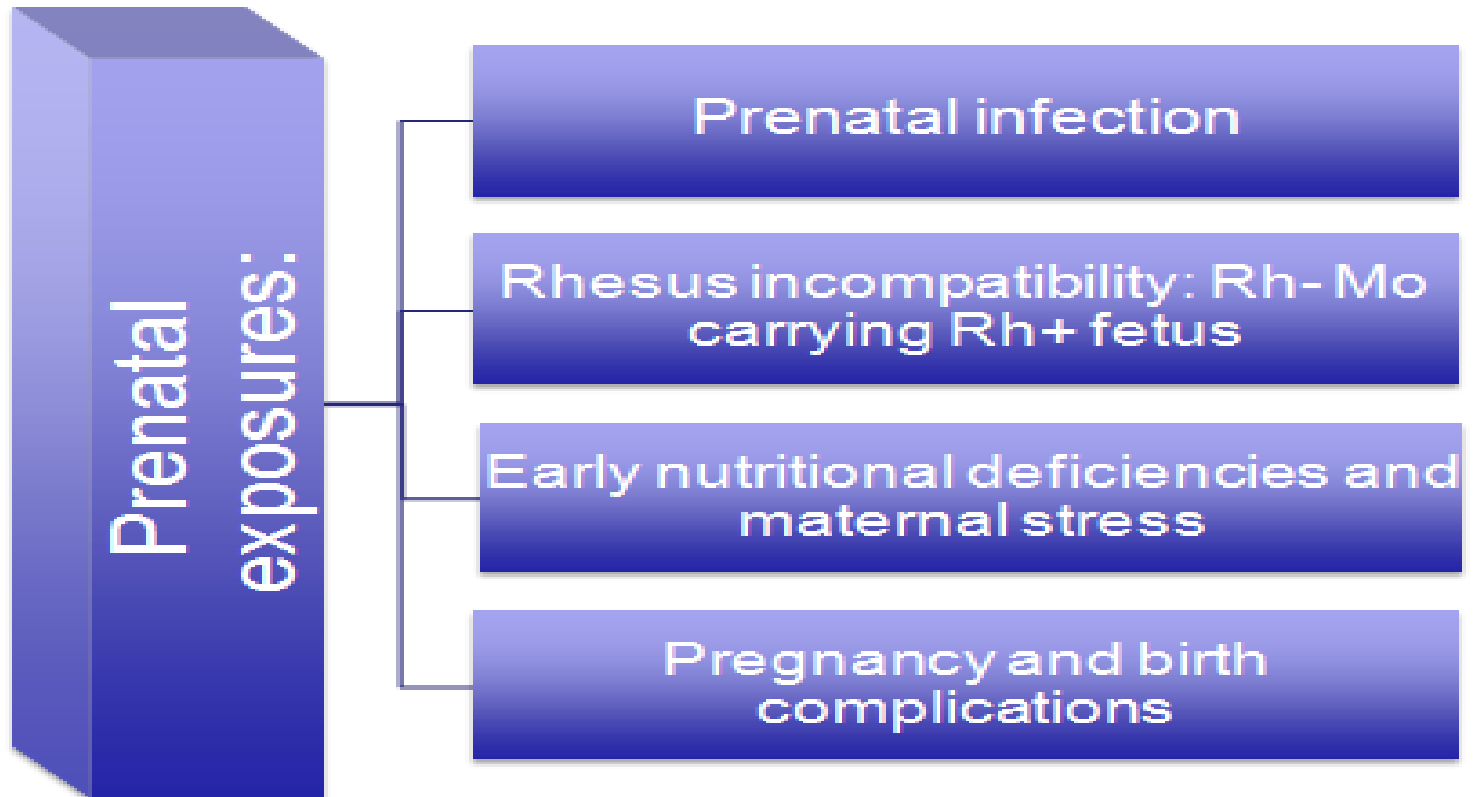 Prenatal
exposures:
Prenatal infection
Rhesus incompatibility: Rh- Mo
carrying Rh+ fetus
Early nutritional deficiencies and
maternal stress
Pregnancy and birth
complications